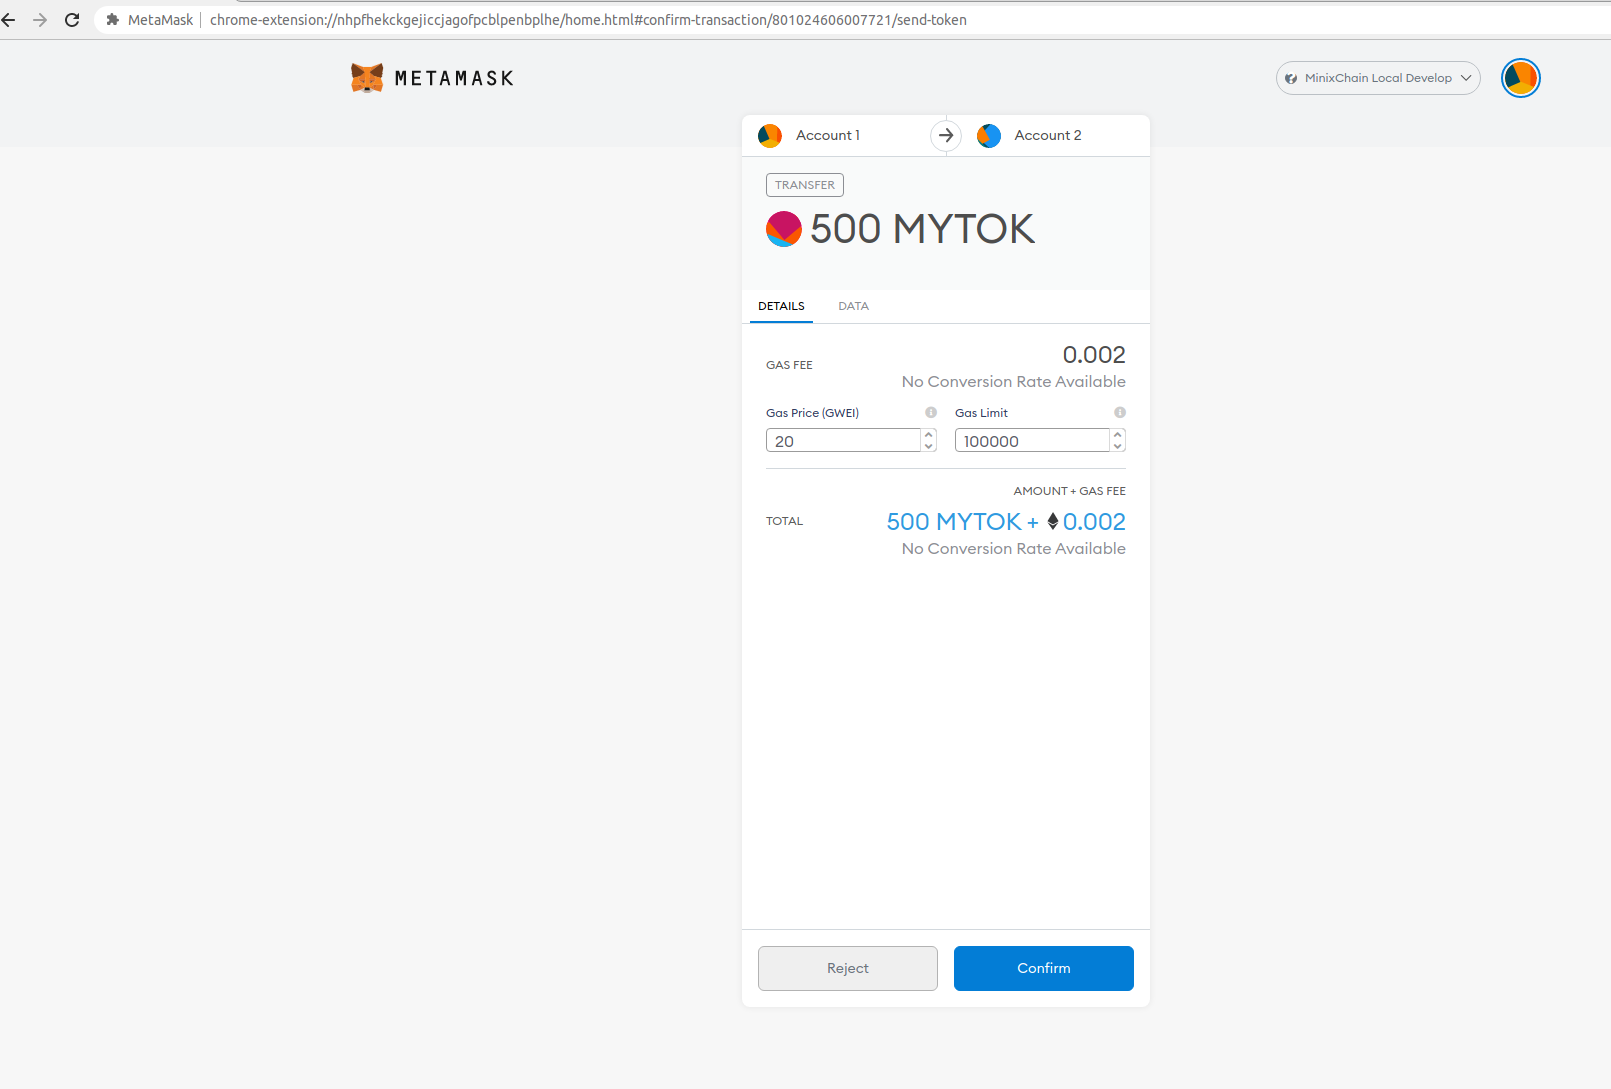 MetaMask | chrome-extension://nhpfhekckgejiccjagofpcblpenbplhe/home.html#confirm-transaction/801024606007721/send-token
METAMASK
MinixChain Local Develop
Account 1
Account 2
TRANSFER
500 MYTOK
DETAILS DATA
GAS FEE
0.002
No Conversion Rate Available
Gas Price (GWEI) Gas Limit
20 100000
AMOUNT + GAS FEE
TOTAL
500 MYTOK + 0.002
No Conversion Rate Available
Reject Confirm